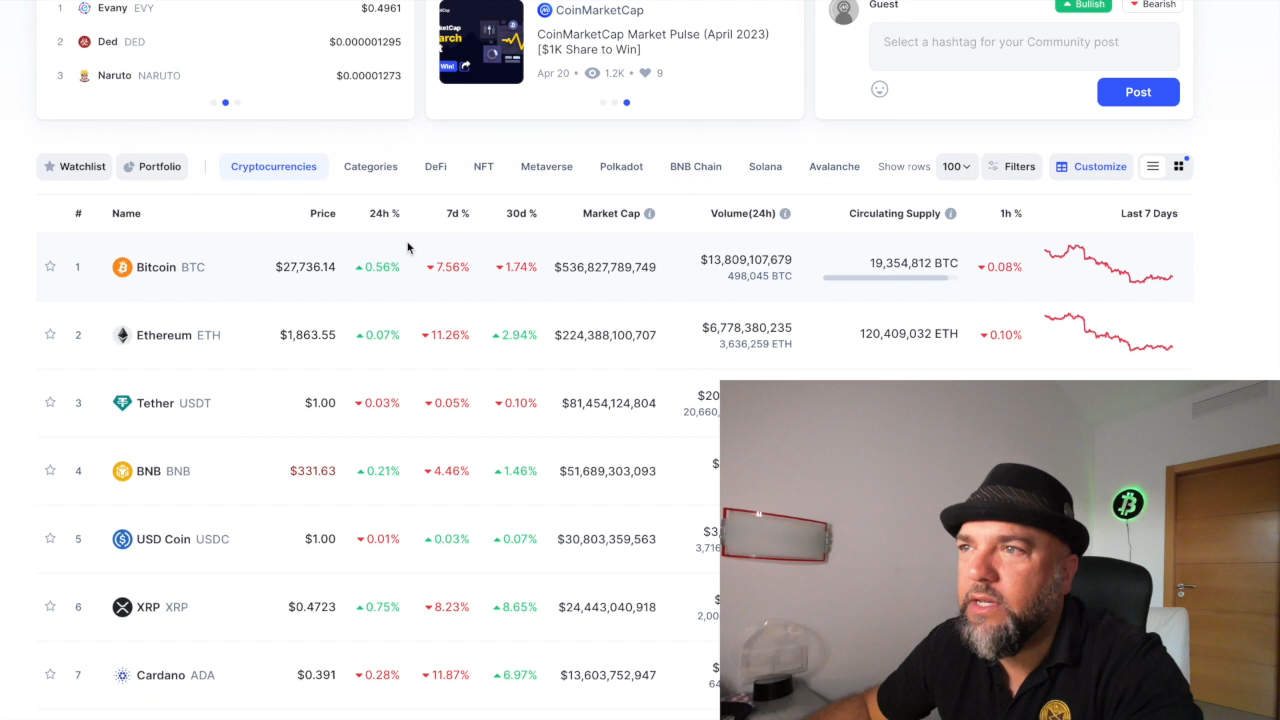 1 Evany EVY $0.4961
2 Ded DED $0.000001295
3 Naruto NARUTO $0.00001273
CoinMarketCap
CoinMarketCap Market Pulse (April 2023)
[$1K Share to Win]
Apr 20 • 1.2K • 9
Win!
Guest
Bullish
Bearish
Select a hashtag for your Community post
Post
Watchlist Portfolio Cryptocurrencies Categories DeFi NFT Metaverse Polkadot BNB Chain Solana Avalanche Show rows 100 Filters Customize
# Name Price 24h % 7d % 30d % Market Cap Volume(24h) Circulating Supply 1h % Last 7 Days
1 Bitcoin BTC $27,736.14 0.56% 7.56% 1.74% $536,827,789,749 $13,809,107,679 19,354,812 BTC 0.08%
498,045 BTC
2 Ethereum ETH $1,863.55 0.07% 11.26% 2.94% $224,388,100,707 $6,778,380,235 120,409,032 ETH 0.10%
3,636,259 ETH
3 Tether USDT $1.00 0.03% 0.05% 0.10% $81,454,124,804 $20
20,660,
4 BNB BNB $331.63 0.21% 4.46% 1.46% $51,689,303,093 $
5 USD Coin USDC $1.00 0.01% 0.03% 0.07% $30,803,359,563 $3,
3,716
6 XRP XRP $0.4723 0.75% 8.23% 8.65% $24,443,040,918 $
2,00
7 Cardano ADA $0.391 0.28% 11.87% 6.97% $13,603,752,947 $
64